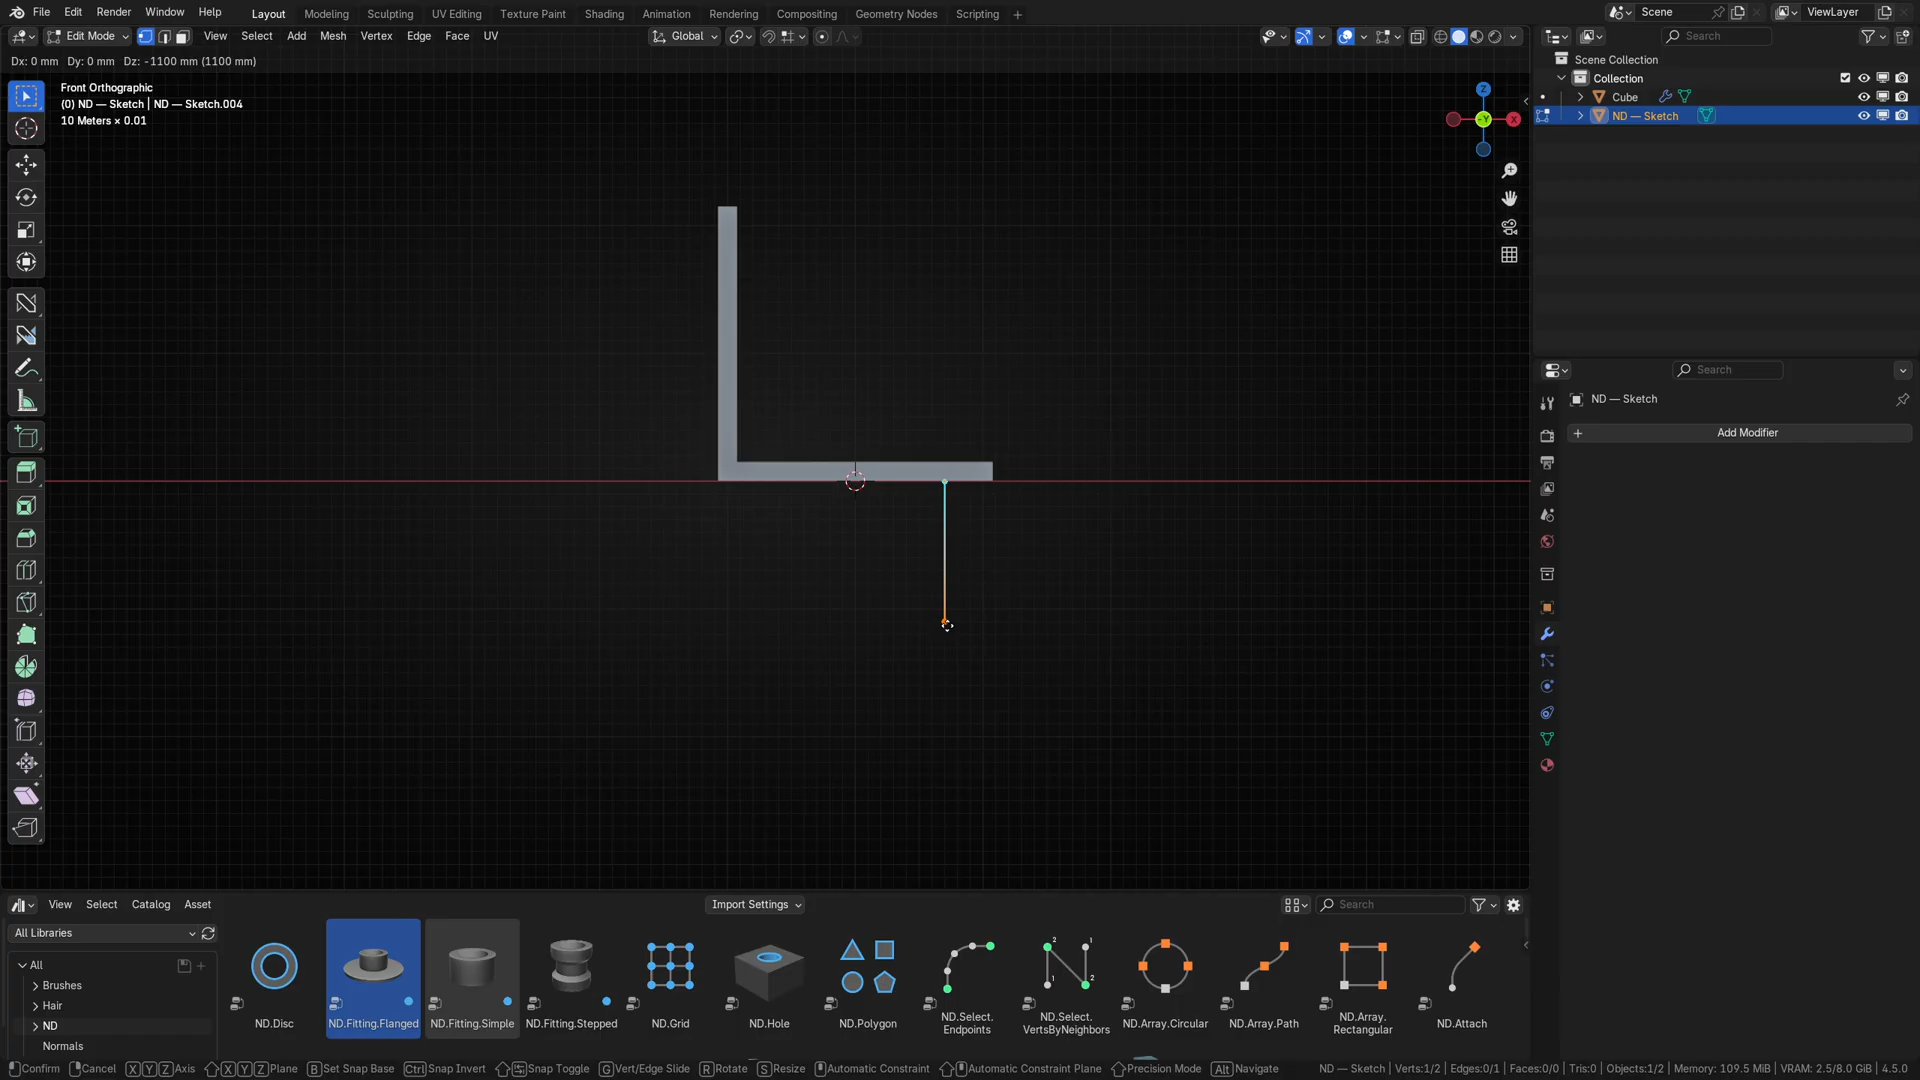 File Edit Render Window Help Layout Modeling Sculpting UV Editing Texture Paint Shading Animation Rendering Compositing Geometry Nodes Scripting + Scene ViewLayer
Edit Mode View Select Add Mesh Vertex Edge Face UV Global Search
Dx: 0 mm Dy: 0 mm Dz: -1100 mm (1100 mm)
Front Orthographic
(0) ND — Sketch | ND — Sketch.004
10 Meters × 0.01
Z
-Y
X
Scene Collection
Collection
Cube
ND — Sketch
Search
ND — Sketch
+ Add Modifier
View Select Catalog Asset Import Settings Search
All Libraries
All
Brushes
Hair
ND
Normals
2 1
1 2
ND.Disc
ND.Fitting.Flanged
ND.Fitting.Simple
ND.Fitting.Stepped
ND.Grid
ND.Hole
ND.Polygon
ND.Select.
Endpoints
ND.Select.
VertsByNeighbors
ND.Array.Circular
ND.Array.Path
ND.Array.
Rectangular
ND.Attach
Confirm Cancel X Y Z Axis X Y Z Plane B Set Snap Base Ctrl Snap Invert Snap Toggle G Vert/Edge Slide R Rotate S Resize Automatic Constraint Automatic Constraint Plane Precision Mode Alt Navigate ND — Sketch | Verts:1/2 | Edges:0/1 | Faces:0/0 | Tris:0 | Objects:1/2 | Memory: 109.5 MiB | VRAM: 2.5/8.0 GiB | 4.5.0